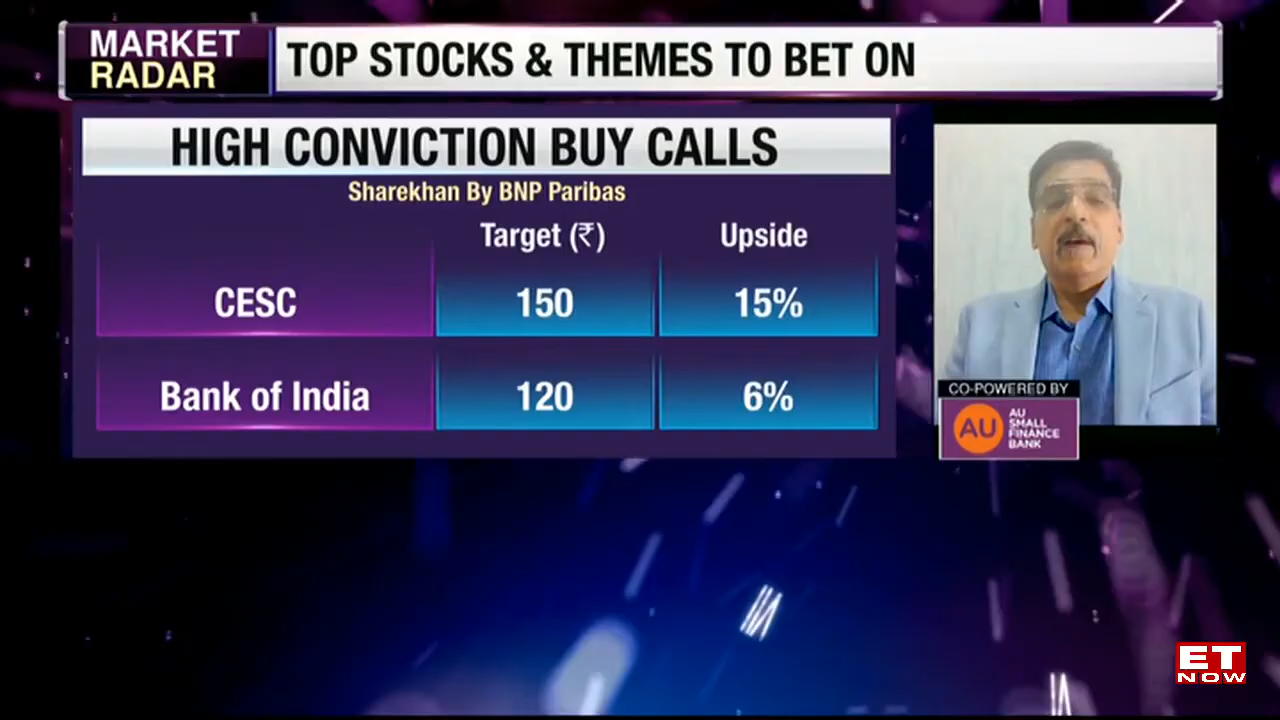 MARKET
RADAR
TOP STOCKS & THEMES TO BET ON
HIGH CONVICTION BUY CALLS
Sharekhan By BNP Paribas
Target (₹) Upside
CESC 150 15%
Bank of India 120 6%
CO-POWERED BY
AU
AU
SMALL
FINANCE
BANK
ET
NOW